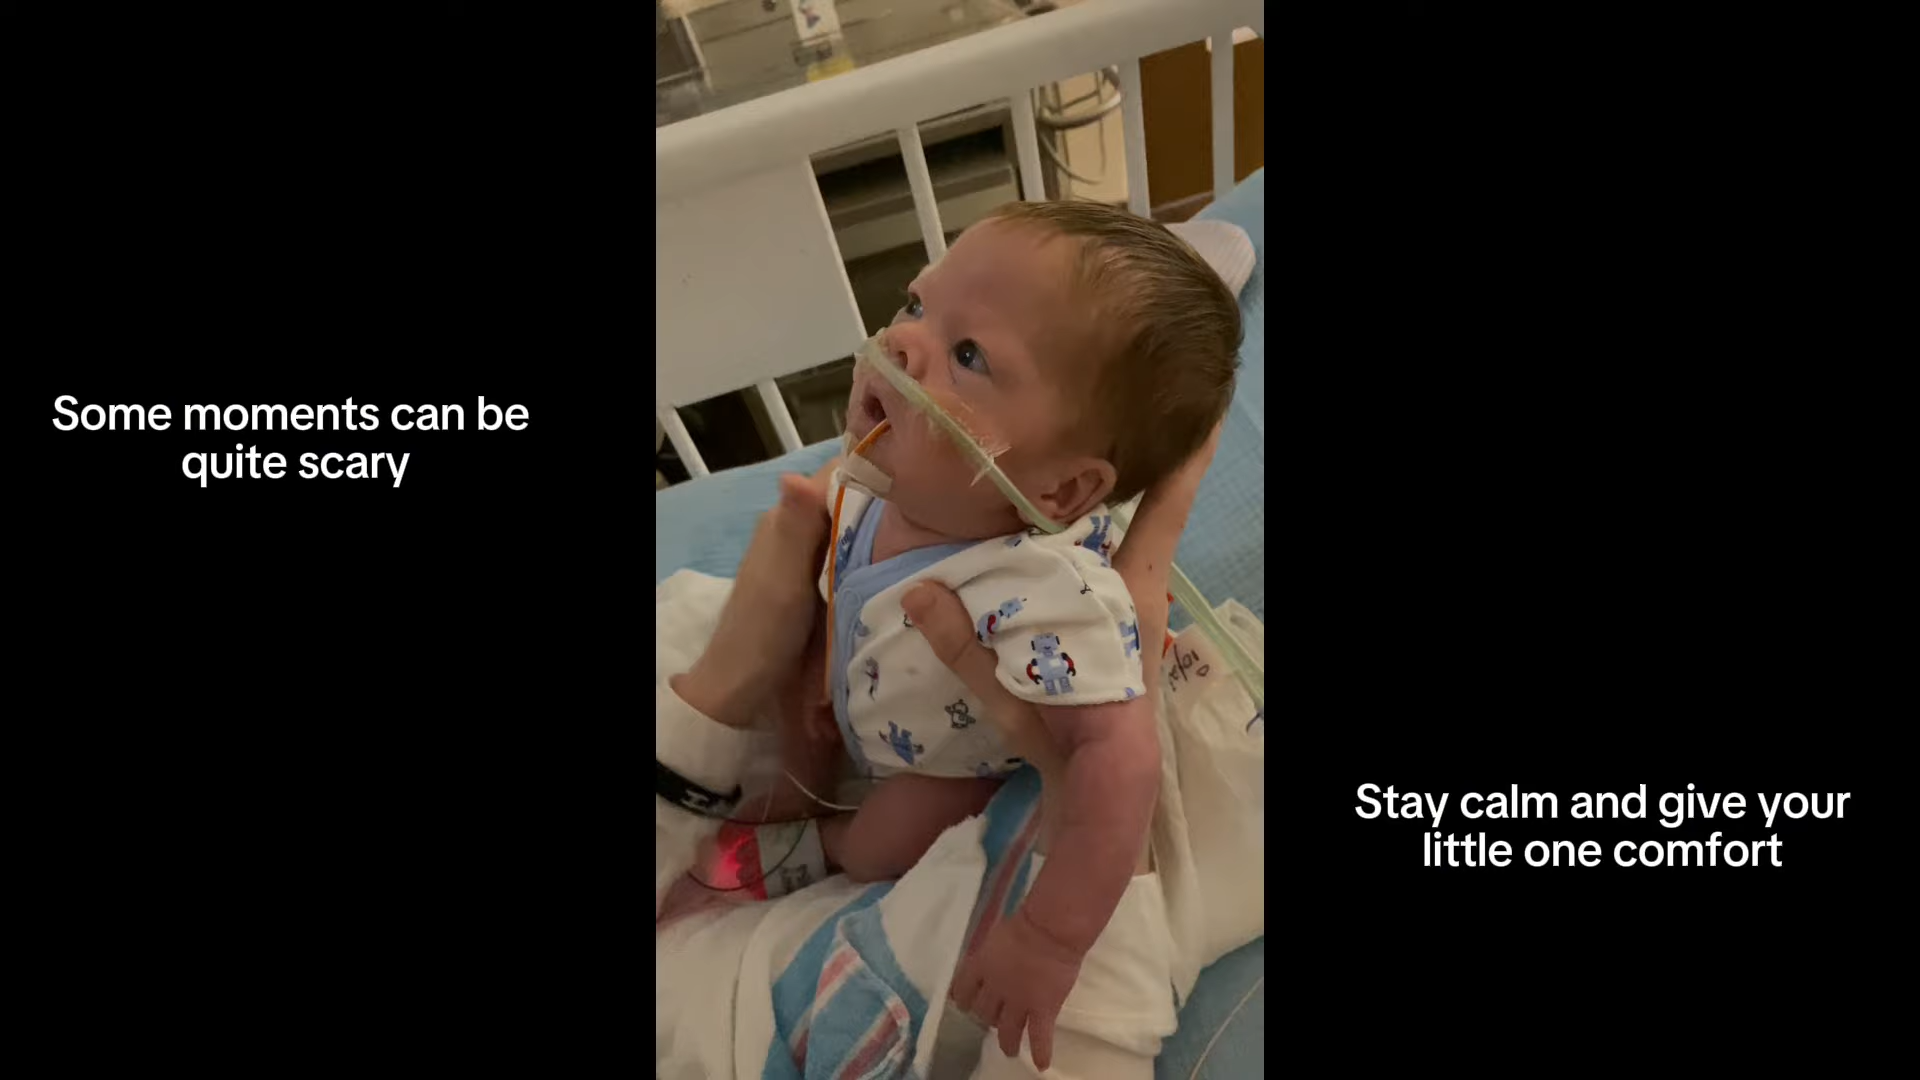 Some moments can be
quite scary
Stay calm and give your
little one comfort